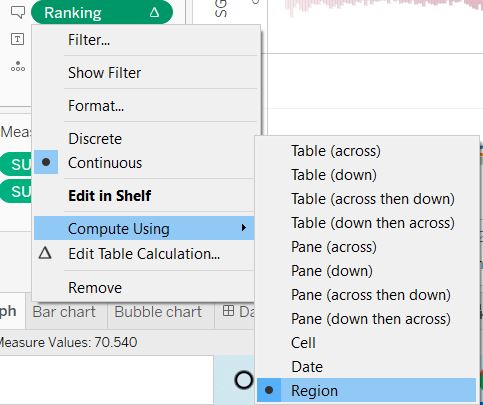 Ranking
SG
Filter...
Show Filter
Format...
Mea
Discrete
SU
Continuous
SU
Edit in Shelf
Compute Using
Edit Table Calculation...
Remove
Table (across)
Table (down)
Table (across then down)
Table (down then across)
Pane (across)
Pane (down)
Pane (across then down)
Pane (down then across)
Cell
Date
Region
ph Bar chart Bubble chart Da
Measure Values: 70.540